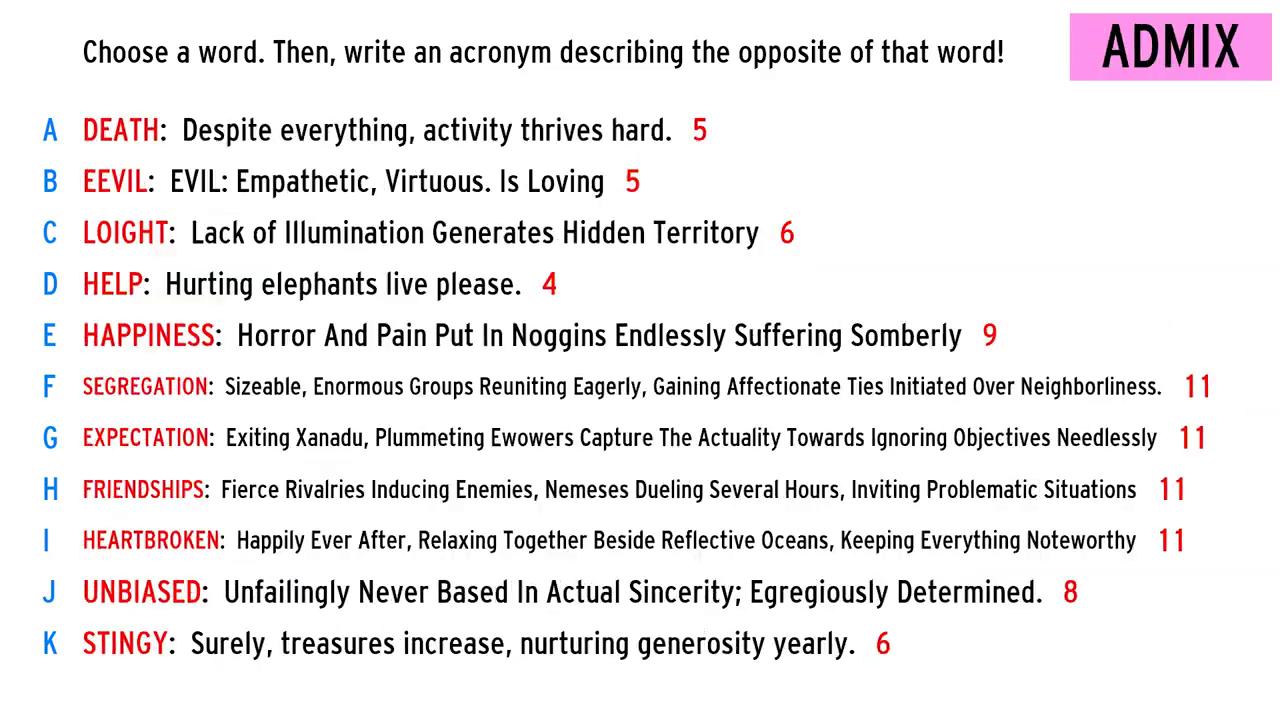 Choose a word. Then, write an acronym describing the opposite of that word!
ADMIX
A DEATH: Despite everything, activity thrives hard. 5
B EEVIL: EVIL: Empathetic, Virtuous. Is Loving 5
C LOIGHT: Lack of Illumination Generates Hidden Territory 6
D HELP: Hurting elephants live please. 4
E HAPPINESS: Horror And Pain Put In Noggins Endlessly Suffering Somberly 9
F SEGREGATION: Sizeable, Enormous Groups Reuniting Eagerly, Gaining Affectionate Ties Initiated Over Neighborliness. 11
G EXPECTATION: Exiting Xanadu, Plummeting Ewowers Capture The Actuality Towards Ignoring Objectives Needlessly 11
H FRIENDSHIPS: Fierce Rivalries Inducing Enemies, Nemeses Dueling Several Hours, Inviting Problematic Situations 11
I HEARTBROKEN: Happily Ever After, Relaxing Together Beside Reflective Oceans, Keeping Everything Noteworthy 11
J UNBIASED: Unfailingly Never Based In Actual Sincerity; Egregiously Determined. 8
K STINGY: Surely, treasures increase, nurturing generosity yearly. 6